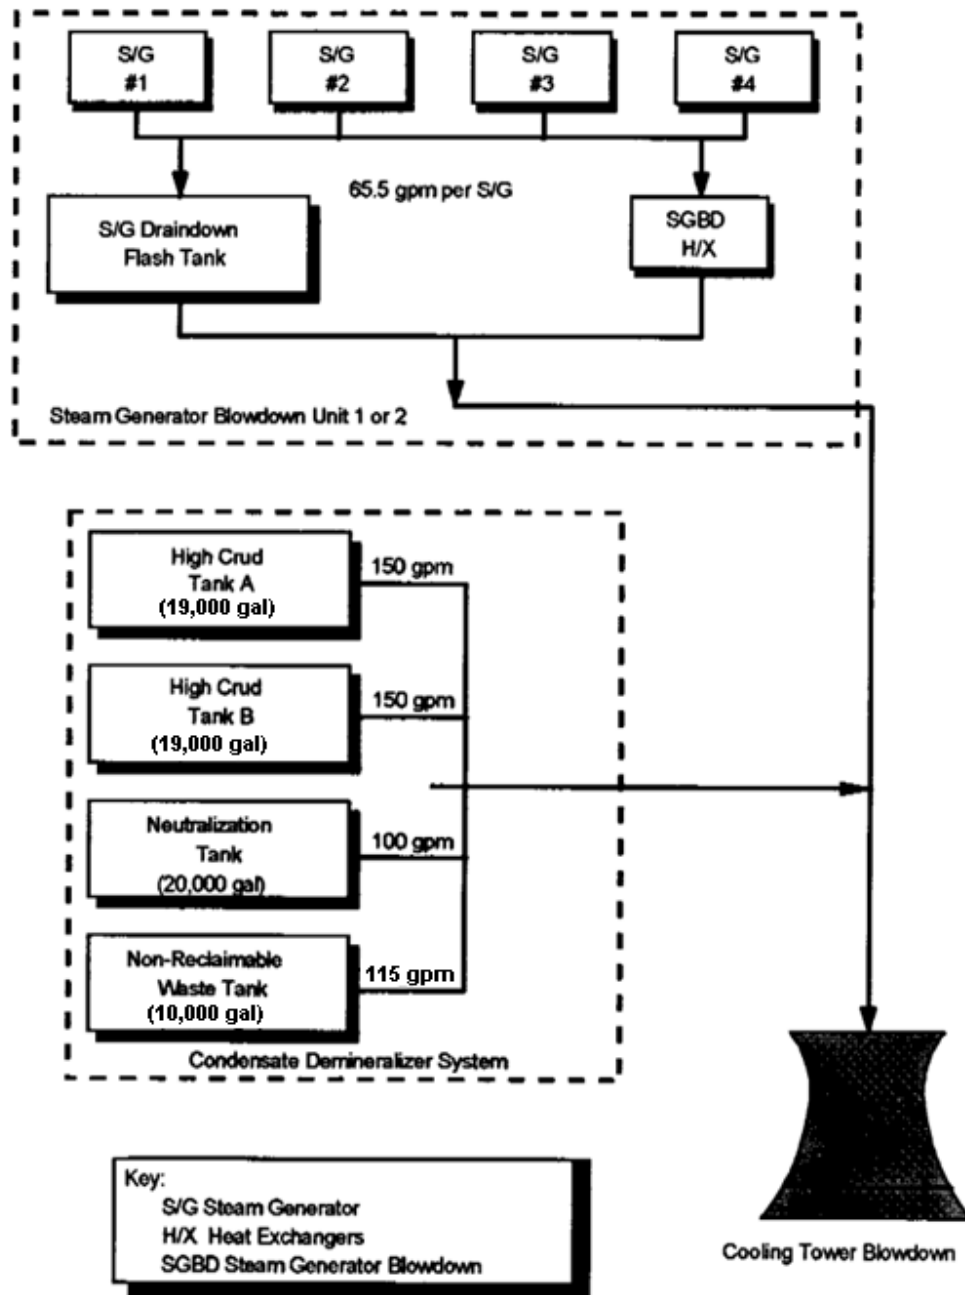 S/G
#1
S/G
#2
S/G
#3
S/G
#4
65.5 gpm per S/G
S/G Draindown
Flash Tank
SGBD
H/X
Steam Generator Blowdown Unit 1 or 2
High Crud
Tank A
(19,000 gal)
150 gpm
High Crud
Tank B
(19,000 gal)
150 gpm
Neutralization
Tank
(20,000 gal)
100 gpm
Non-Reclaimable
Waste Tank
(10,000 gal)
115 gpm
Condensate Demineralizer System
Key:
S/G Steam Generator
H/X Heat Exchangers
SGBD Steam Generator Blowdown
Cooling Tower Blowdown